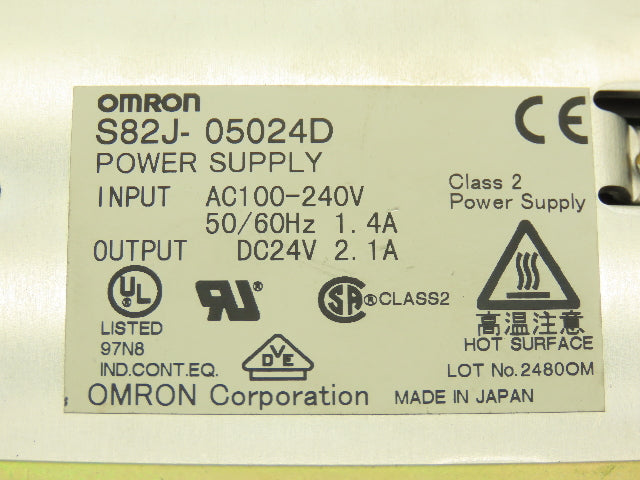 OMRON
S82J- 05024D
POWER SUPPLY
INPUT AC100-240V
50/60Hz 1.4A
OUTPUT DC24V 2.1A
CE
Class 2
Power Supply
UL
LISTED
97N8
IND.CONT.EQ.
RU
SA ® CLASS2
DVE
高温注意
HOT SURFACE
LOT No.2480OM
OMRON Corporation MADE IN JAPAN